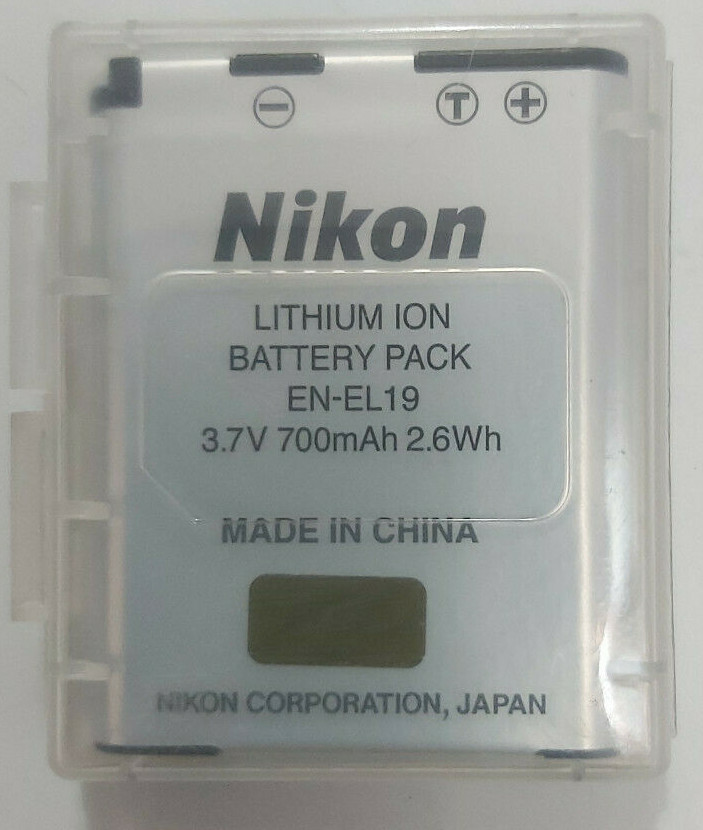 − T +
Nikon
LITHIUM ION
BATTERY PACK
EN-EL19
3.7V 700mAh 2.6Wh
MADE IN CHINA
NIKON CORPORATION, JAPAN